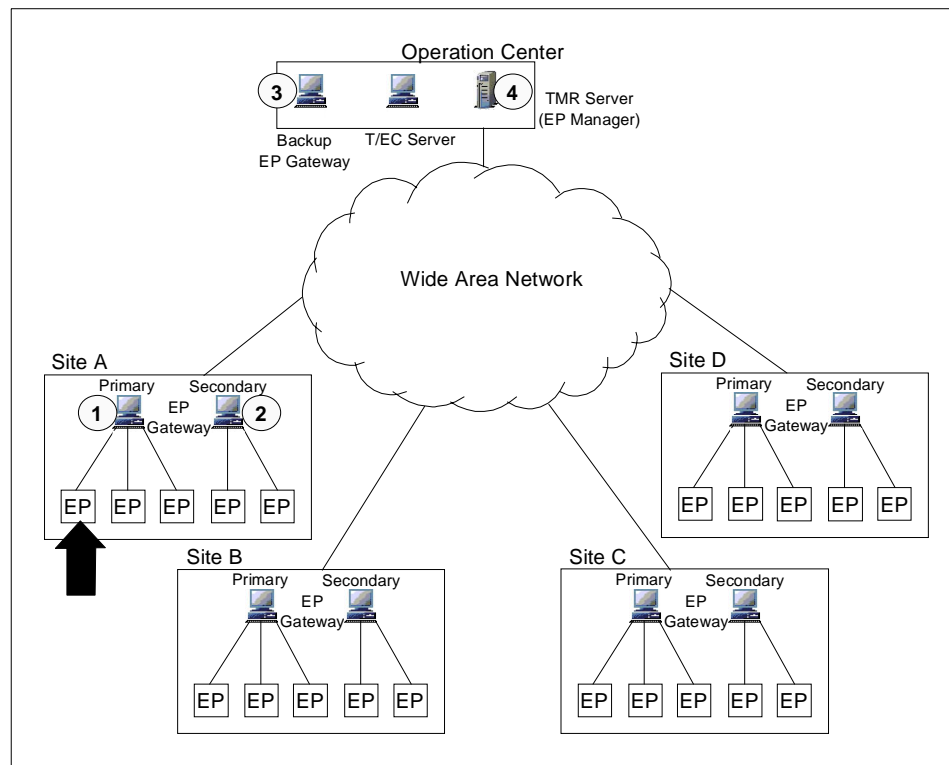 Operation Center
3
4
TMR Server
(EP Manager)
Backup
EP Gateway
T/EC Server
Wide Area Network
Site A
Primary
Secondary
1
EP
Gateway
2
EP EP EP EP EP
Site D
Primary
Secondary
EP
Gateway
EP EP EP EP EP
Site B
Primary
Secondary
EP
Gateway
EP EP EP EP EP
Site C
Primary
Secondary
EP
Gateway
EP EP EP EP EP